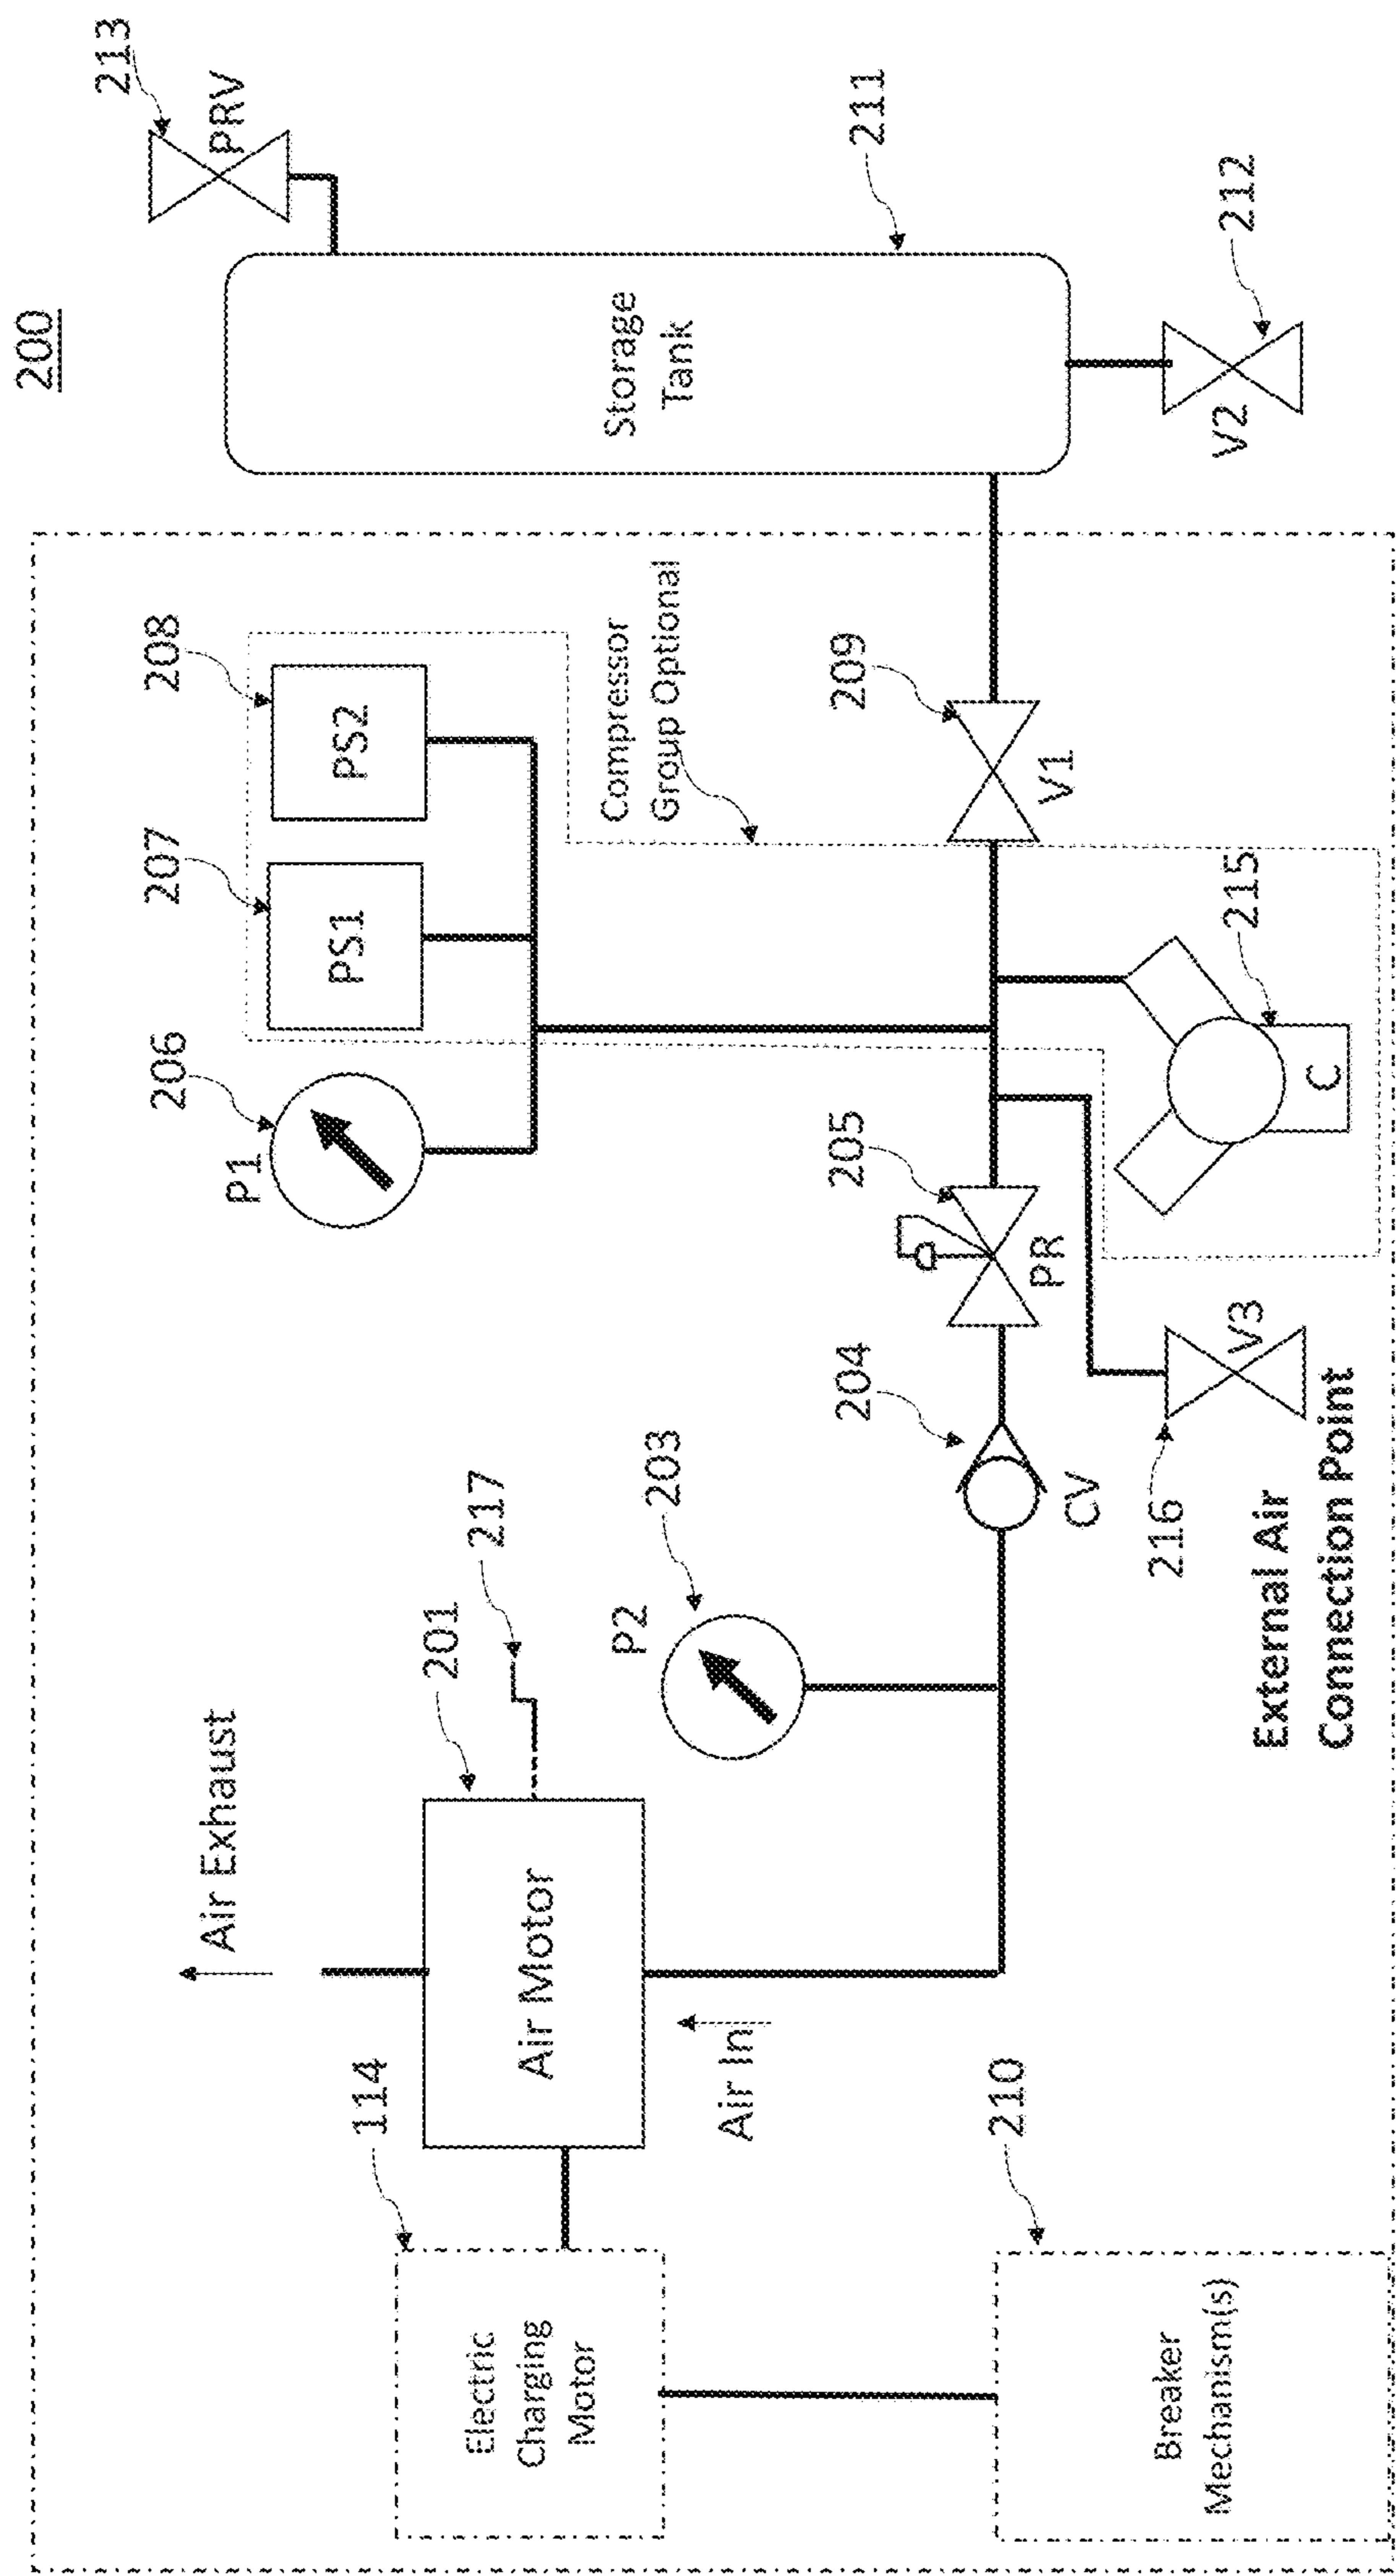 200
213
PRV
211
Storage
Tank
212
V2
208
PS2
207
PS1
206
P1
Compressor
Group Optional
209
V1
215
C
205
PR
204
CV
216
V3
External Air
Connection Point
203
P2
217
201
Air Exhaust
Air Motor
Air In
114
Electric
Charging
Motor
210
Breaker
Mechanism(s)